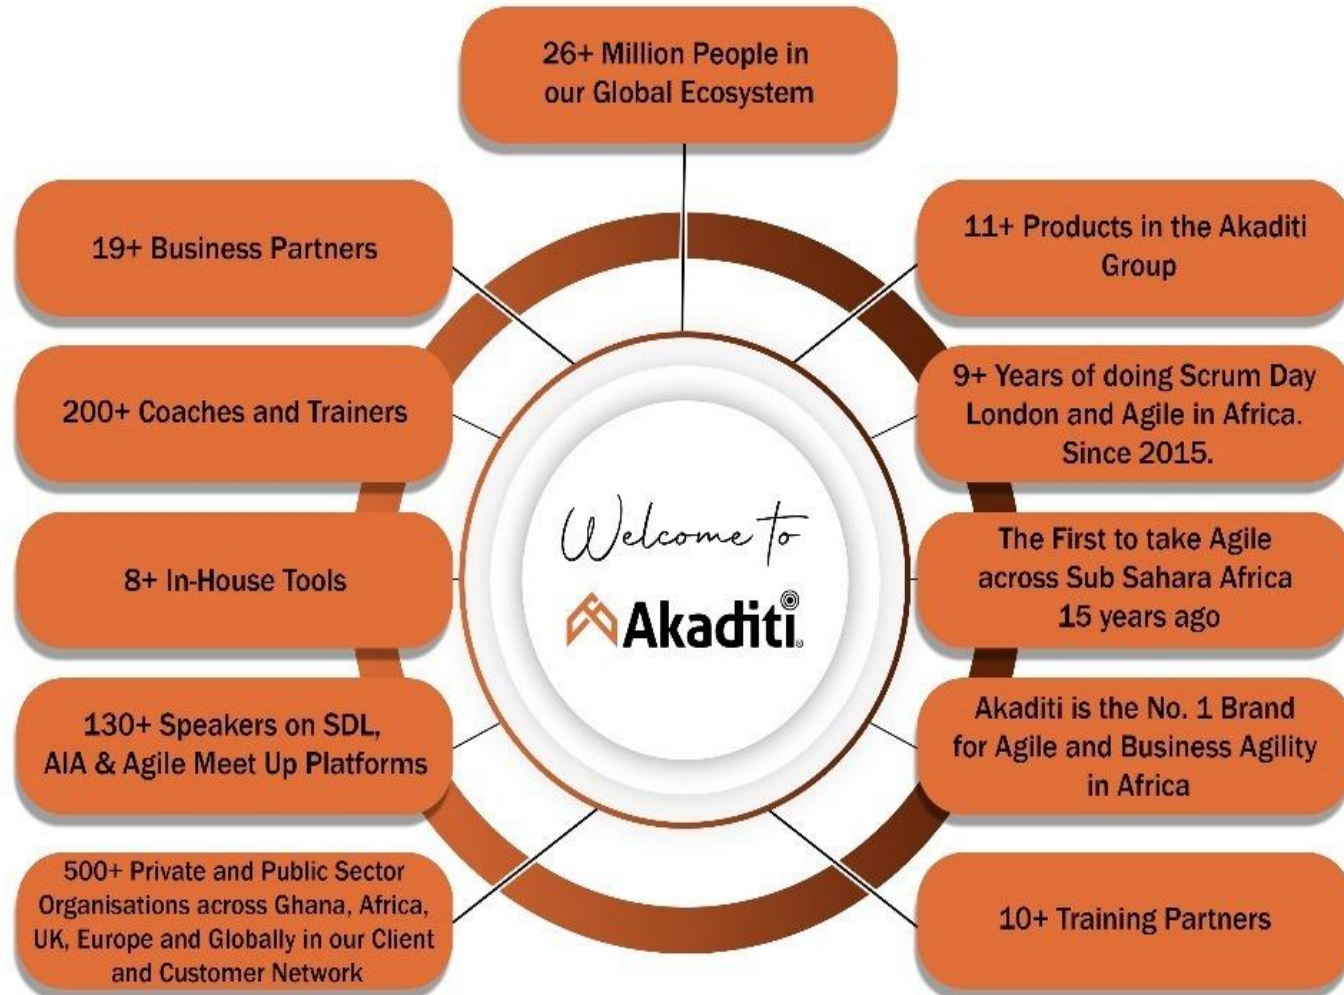 26+ Million People in
our Global Ecosystem
19+ Business Partners
200+ Coaches and Trainers
8+ In-House Tools
130+ Speakers on SDL,
AIA & Agile Meet Up Platforms
500+ Private and Public Sector
Organisations across Ghana, Africa,
UK, Europe and Globally in our Client
and Customer Network
Welcome to
Akaditi®
11+ Products in the Akaditi
Group
9+ Years of doing Scrum Day
London and Agile in Africa.
Since 2015.
The First to take Agile
across Sub Sahara Africa
15 years ago
Akaditi is the No. 1 Brand
for Agile and Business Agility
in Africa
10+ Training Partners